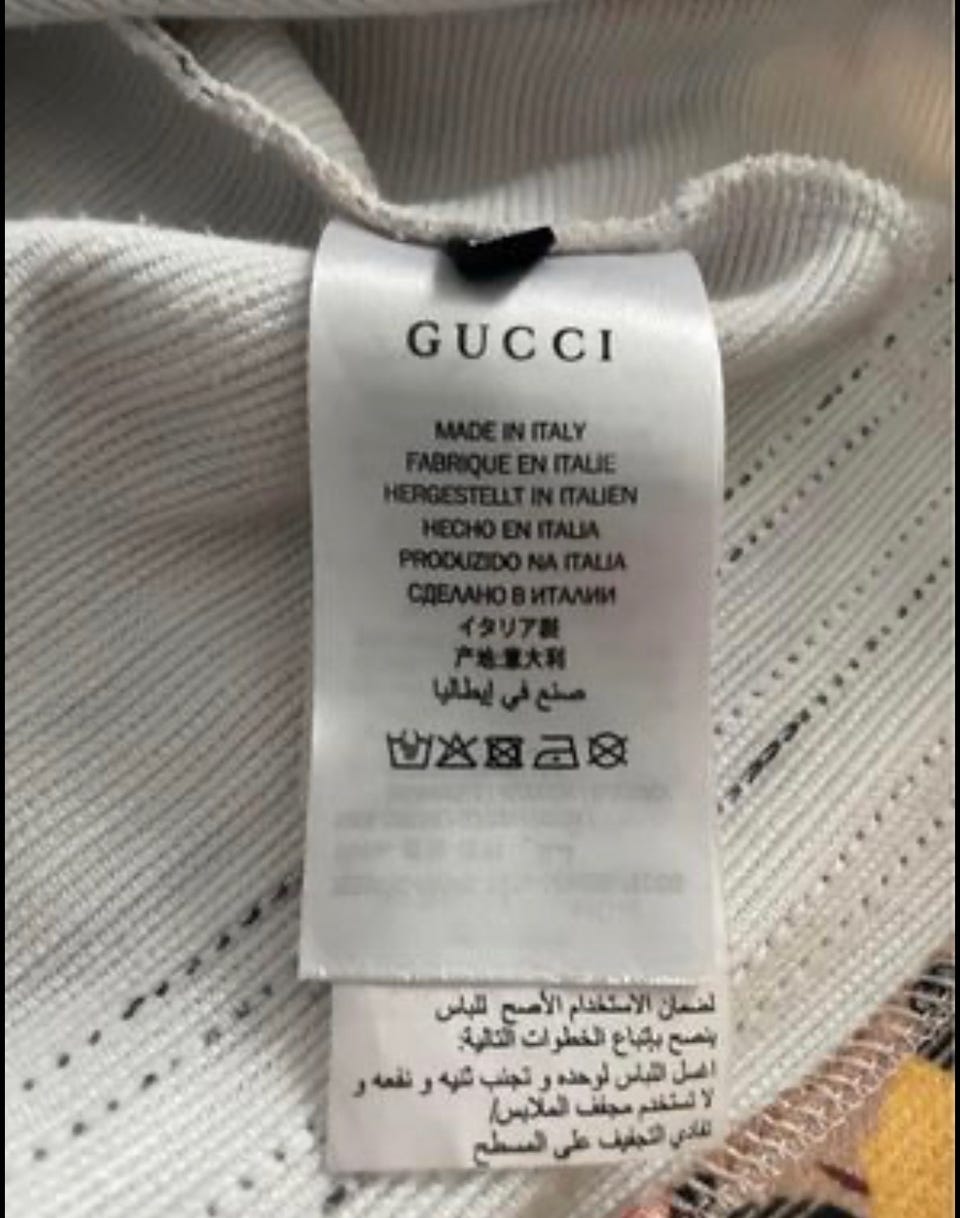 GUCCI
MADE IN ITALY
FABRIQUE EN ITALIE
HERGESTELLT IN ITALIEN
HECHO EN ITALIA
PRODUZIDO NA ITALIA
СДЕЛАНО В ИТАЛИИ
イタリア製
产地:意大利
صنع في إيطاليا
لضمان الاستخدام الأصح للباس
ينصح بإتباع الخطوات التالية:
اغسل اللباس لوحده و تجنب ثنيه و نقعه و
لا تستخدم مجفف الملابس/
تفادي التجفيف على المسطح